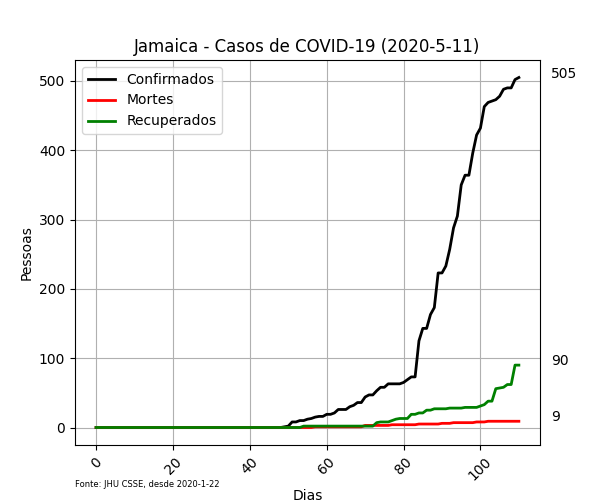 Jamaica - Casos de COVID-19 (2020-5-11)
Confirmados
Mortes
Recuperados
505
90
9
500
400
300
200
100
0
Pessoas
0
20
40
60
80
100
Fonte: JHU CSSE, desde 2020-1-22
Dias